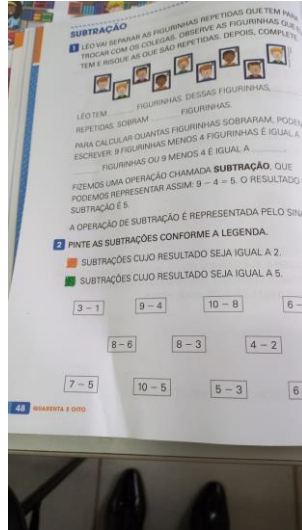 SUBTRAÇÃO
1 LÉO VAI SEPARAR AS FIGURINHAS REPETIDAS QUE TEM PARA
TROCAR COM OS COLEGAS. OBSERVE AS FIGURINHAS QUE
TEM E RISQUE AS QUE SÃO REPETIDAS. DEPOIS, COMPLETE
LÉO TEM FIGURINHAS. DESSAS FIGURINHAS,
REPETIDAS. SOBRAM FIGURINHAS.
PARA CALCULAR QUANTAS FIGURINHAS SOBRARAM, PODEM
ESCREVER: 9 FIGURINHAS MENOS 4 FIGURINHAS É IGUAL A
FIGURINHAS OU 9 MENOS 4 É IGUAL A
FIZEMOS UMA OPERAÇÃO CHAMADA SUBTRAÇÃO, QUE
PODEMOS REPRESENTAR ASSIM: 9 – 4 = 5. O RESULTADO
SUBTRAÇÃO É 5.
A OPERAÇÃO DE SUBTRAÇÃO É REPRESENTADA PELO SINA
2 PINTE AS SUBTRAÇÕES CONFORME A LEGENDA.
SUBTRAÇÕES CUJO RESULTADO SEJA IGUAL A 2.
SUBTRAÇÕES CUJO RESULTADO SEJA IGUAL A 5.
3 – 1 9 – 4 10 – 8 6 –
8 – 6 8 – 3 4 – 2
7 – 5 10 – 5 5 – 3 6
48 QUARENTA E OITO